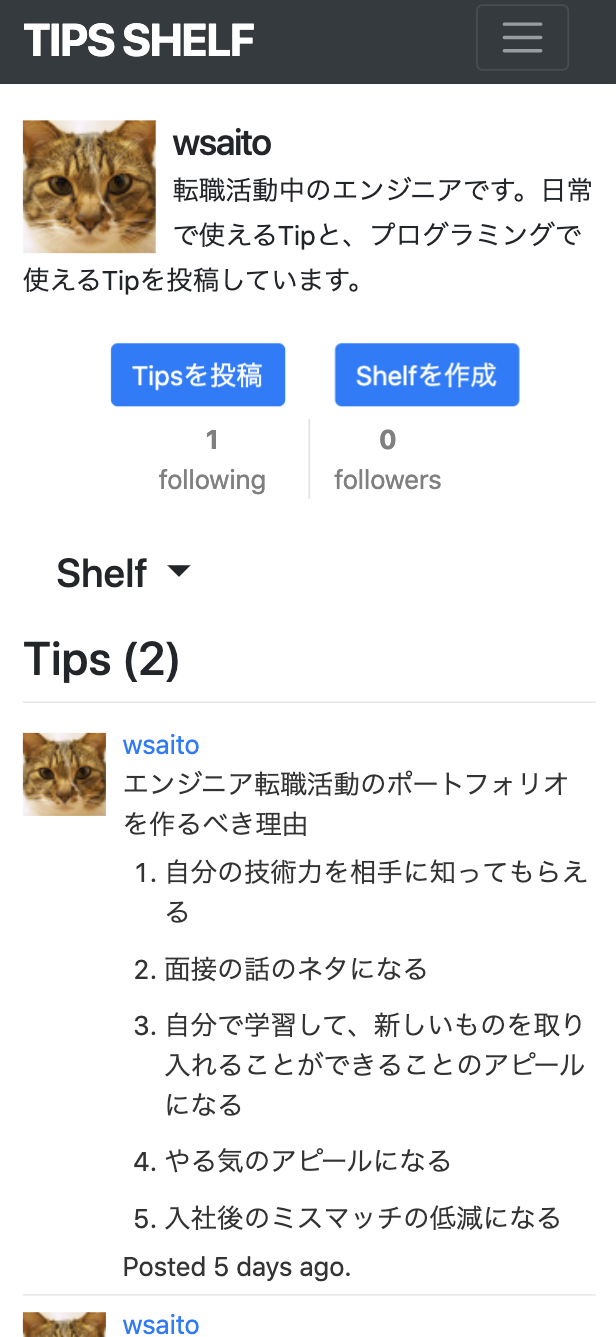 TIPS SHELF
wsaito
転職活動中のエンジニアです。日常
で使えるTipと、プログラミングで
使えるTipを投稿しています。
Tipsを投稿
Shelfを作成
1
following
0
followers
Shelf
Tips (2)
wsaito
エンジニア転職活動のポートフォリオ
を作るべき理由
1. 自分の技術力を相手に知ってもらえ
る
2. 面接の話のネタになる
3. 自分で学習して、新しいものを取り
入れることができることのアピール
になる
4. やる気のアピールになる
5. 入社後のミスマッチの低減になる
Posted 5 days ago.
wsaito